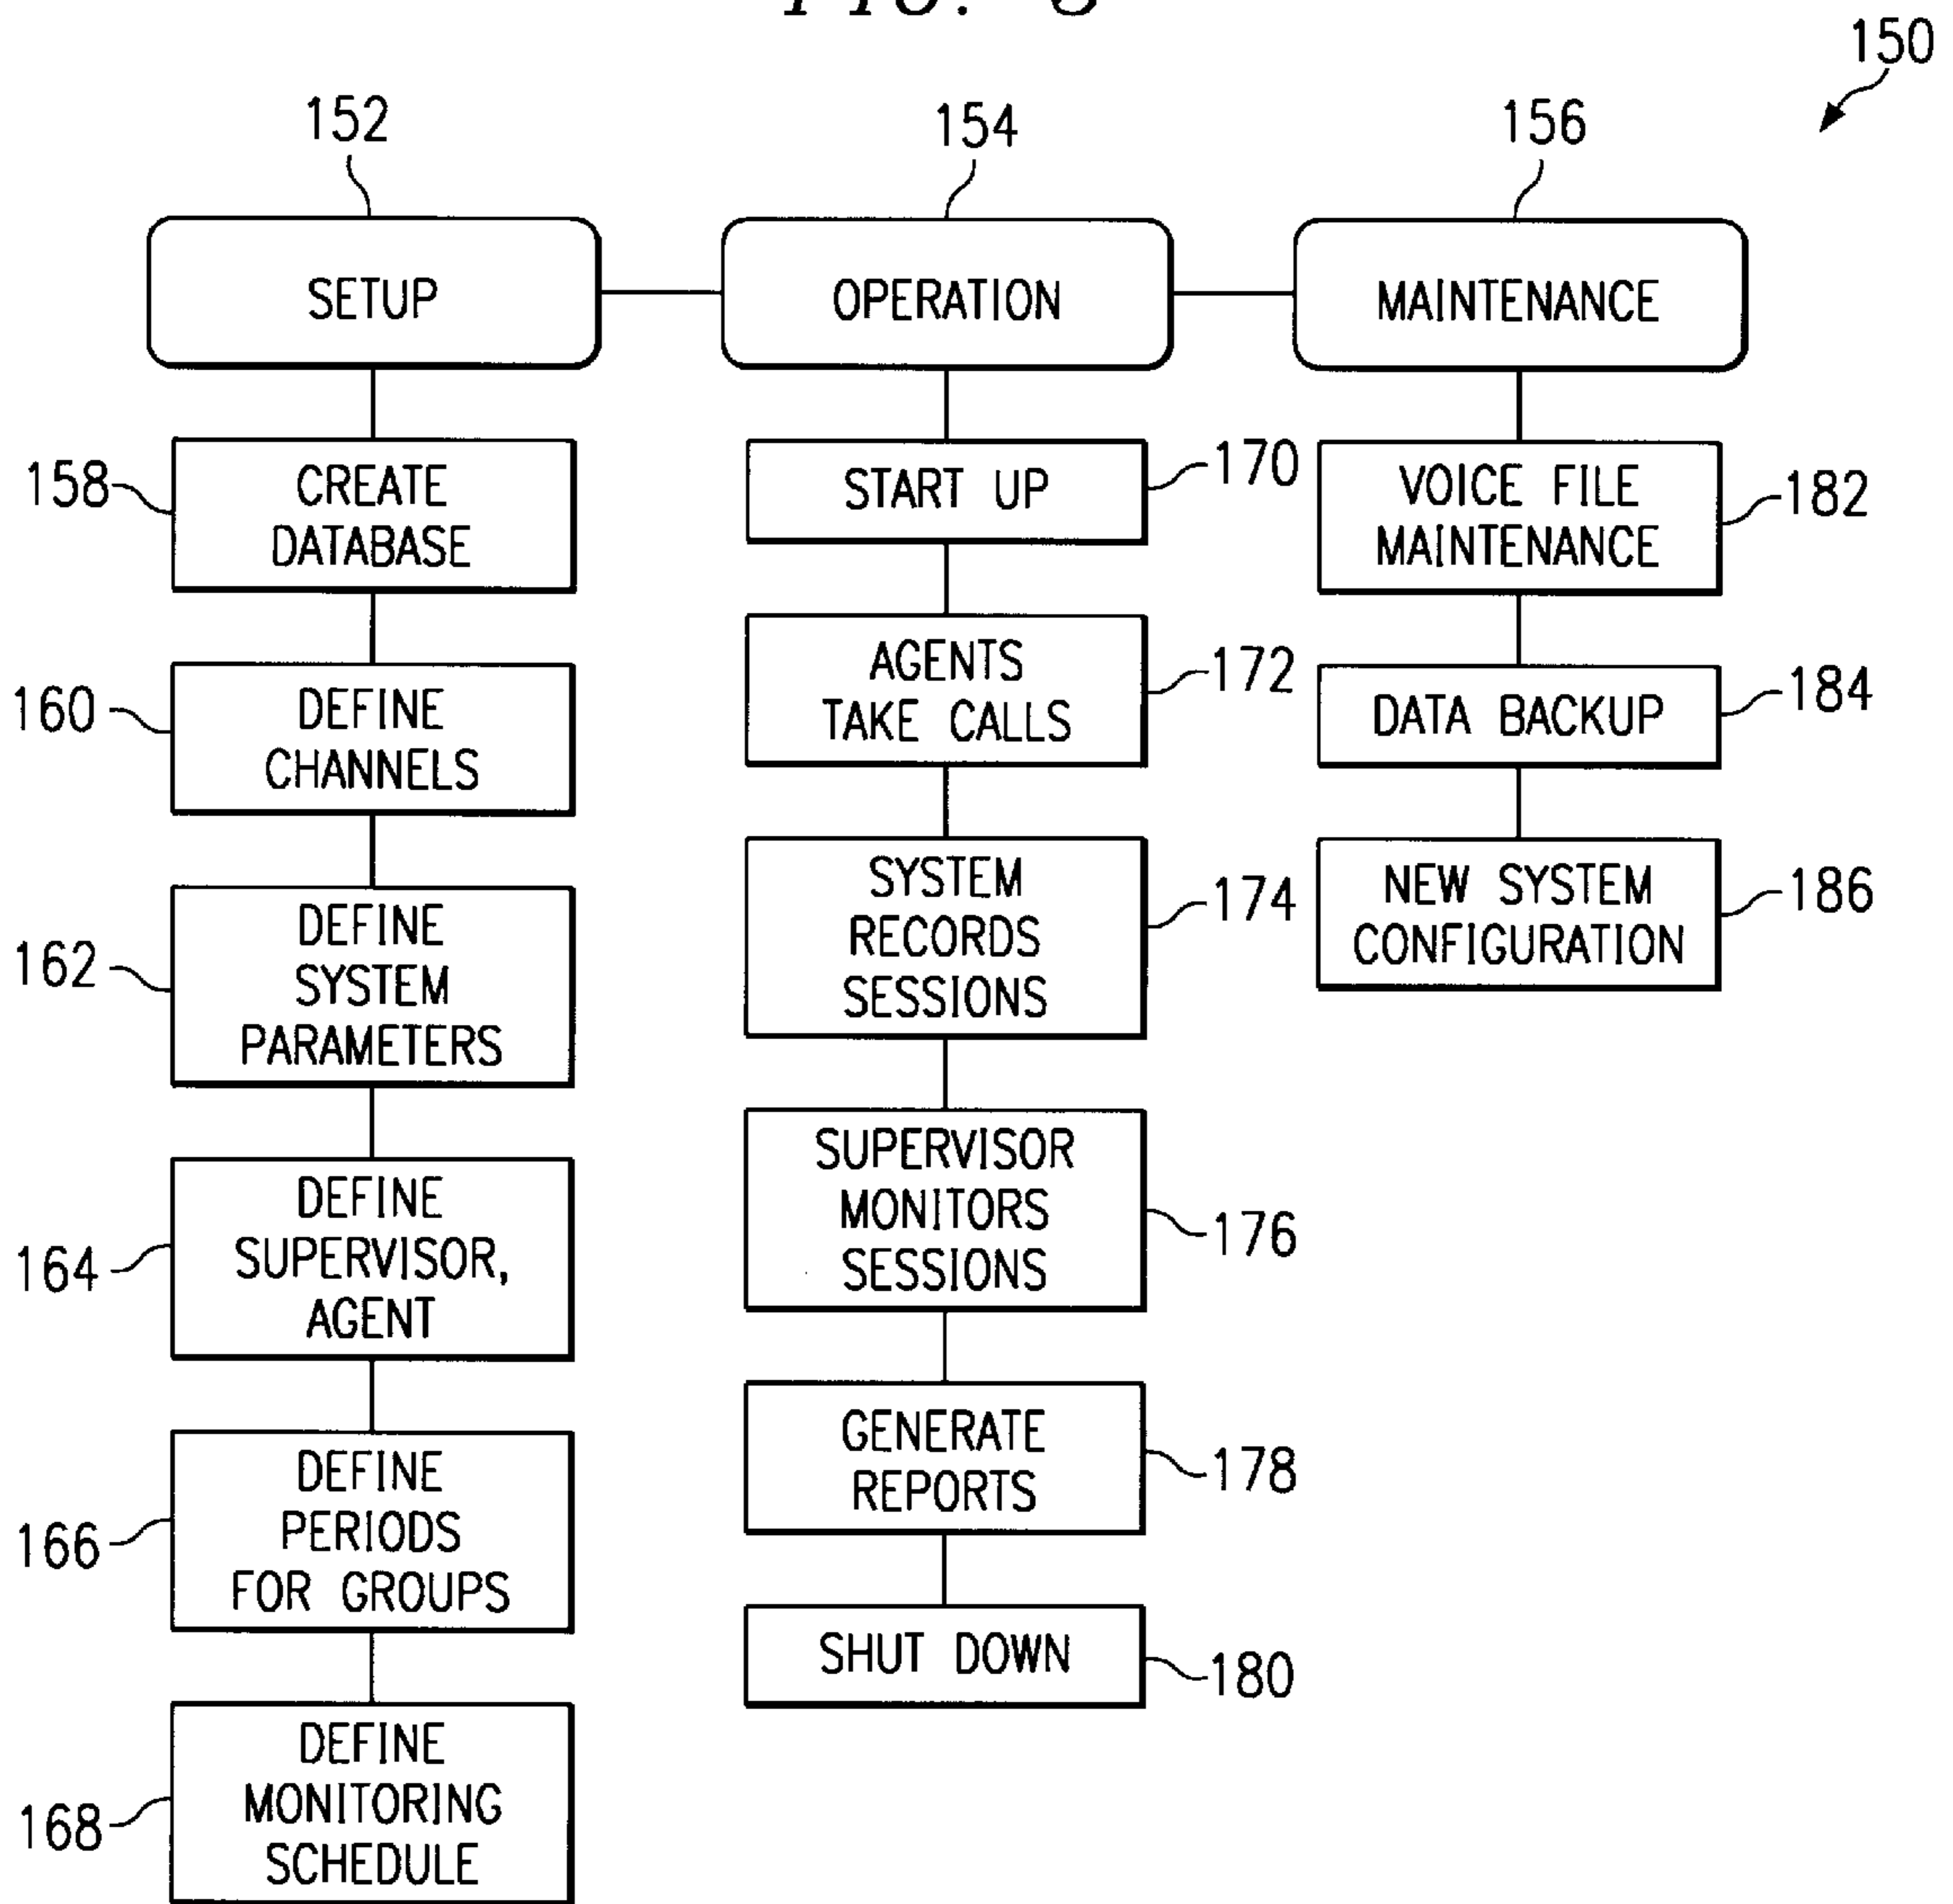 150
152
154
156
SETUP
OPERATION
MAINTENANCE
158
CREATE
DATABASE
160
DEFINE
CHANNELS
162
DEFINE
SYSTEM
PARAMETERS
164
DEFINE
SUPERVISOR,
AGENT
166
DEFINE
PERIODS
FOR GROUPS
168
DEFINE
MONITORING
SCHEDULE
START UP
170
AGENTS
TAKE CALLS
172
SYSTEM
RECORDS
SESSIONS
174
SUPERVISOR
MONITORS
SESSIONS
176
GENERATE
REPORTS
178
SHUT DOWN
180
VOICE FILE
MAINTENANCE
182
DATA BACKUP
184
NEW SYSTEM
CONFIGURATION
186